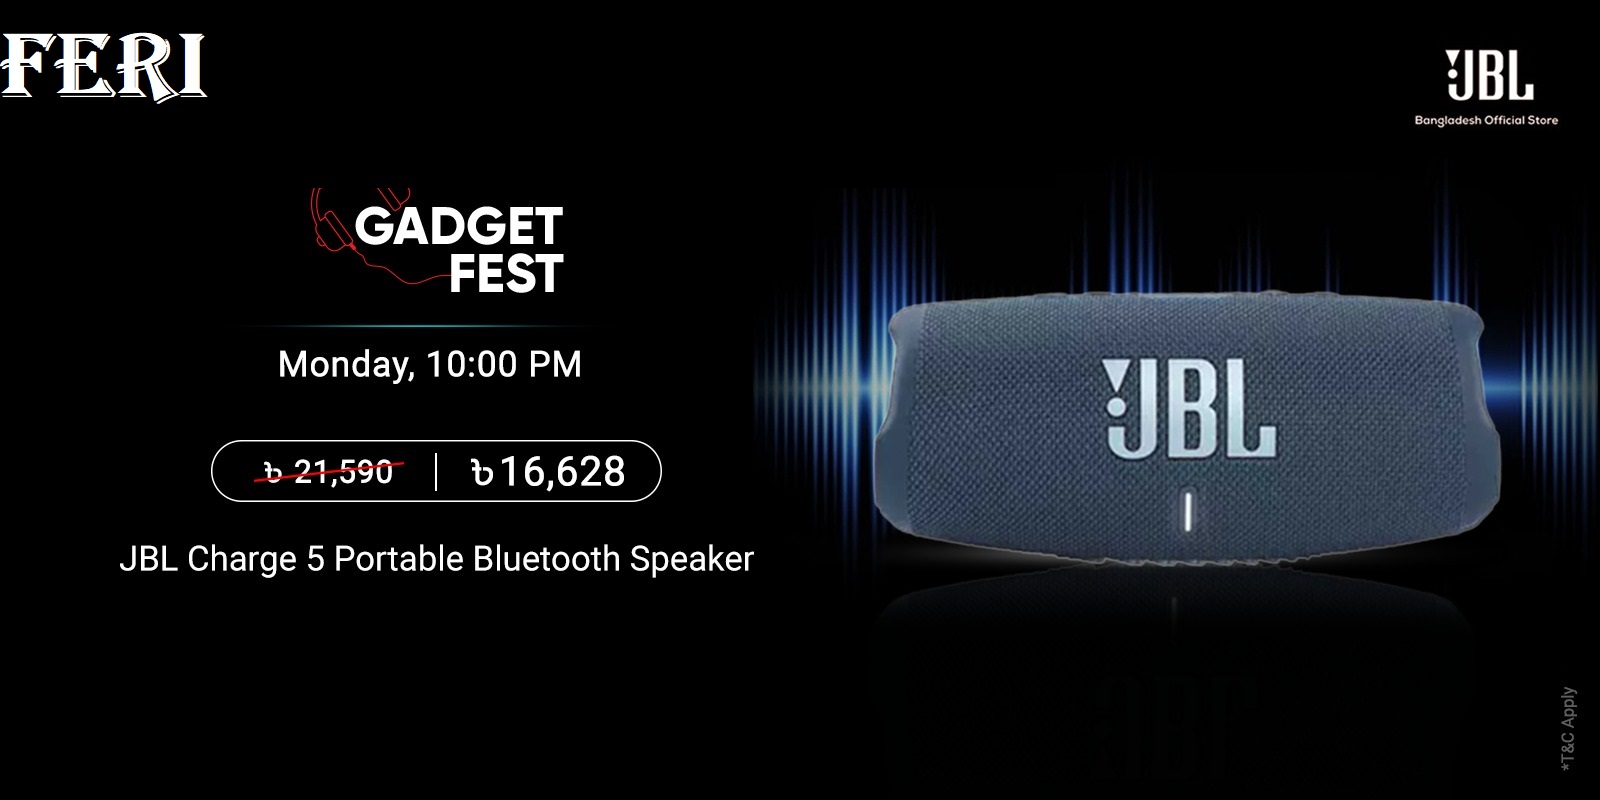 FERI
JBL
Bangladesh Official Store
GADGET
FEST
Monday, 10:00 PM
৳ 21,590 | ৳ 16,628
JBL Charge 5 Portable Bluetooth Speaker
JBL
*T&C Apply